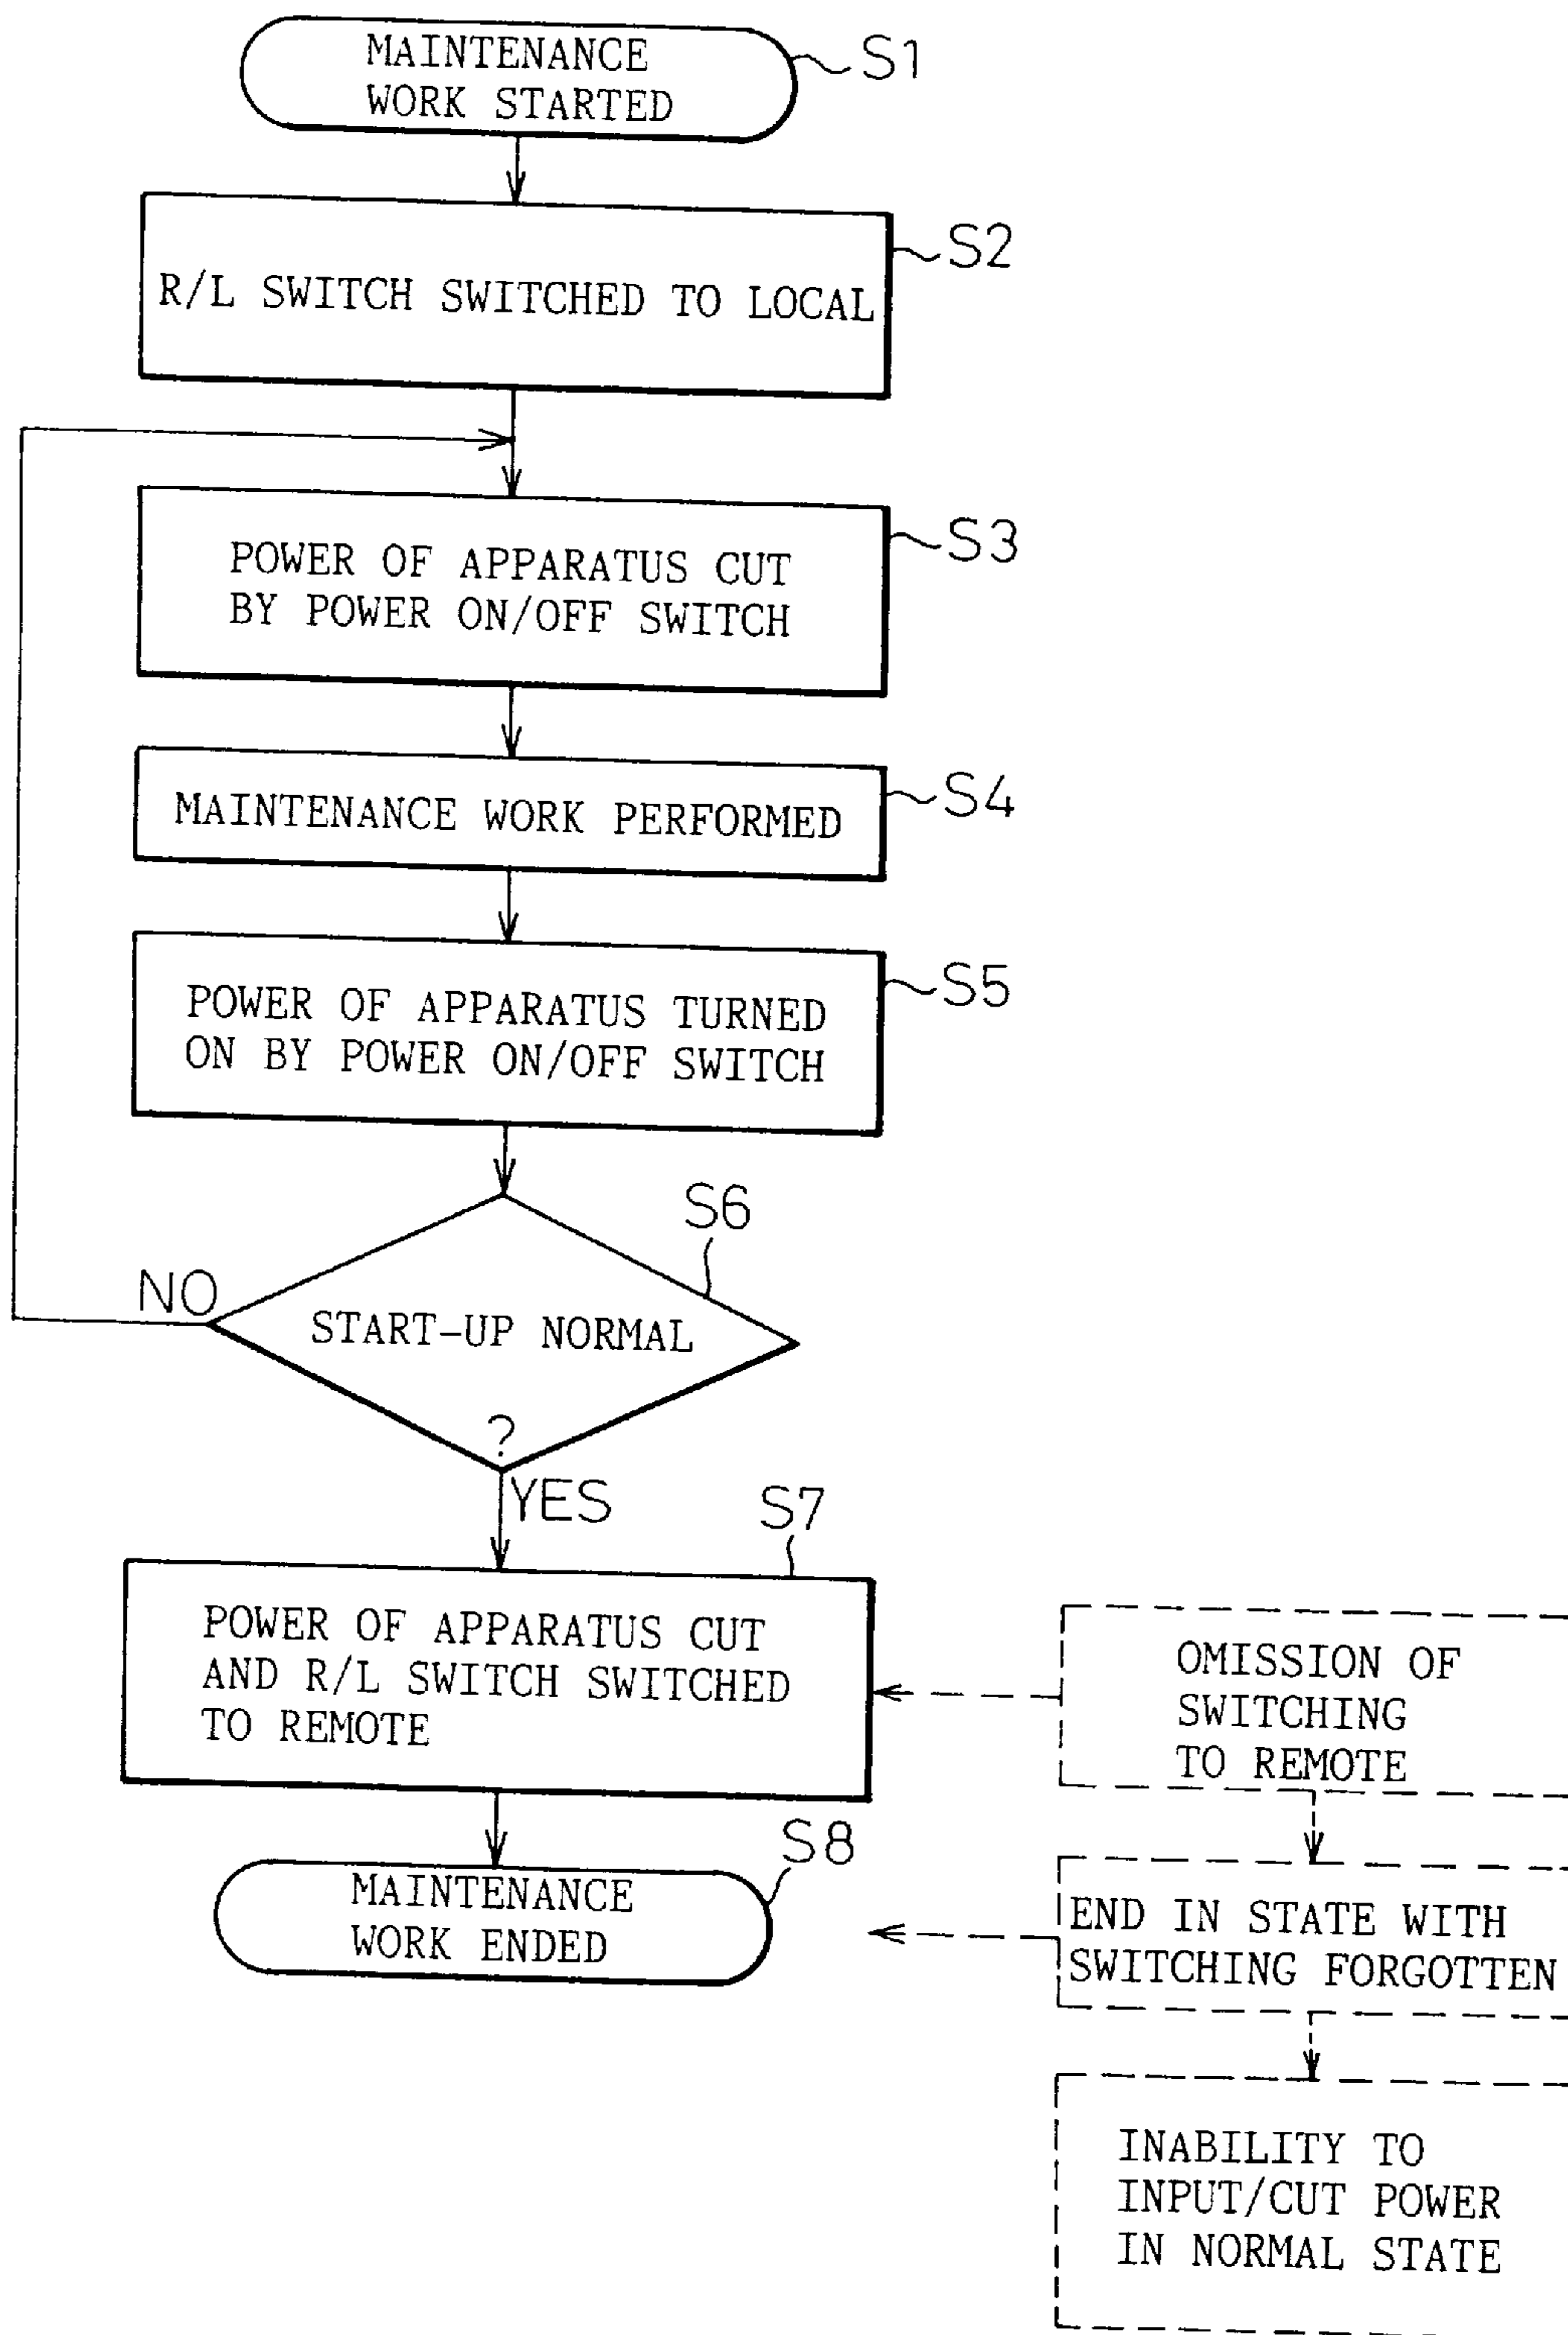 MAINTENANCE
WORK STARTED
S1
R/L SWITCH SWITCHED TO LOCAL
S2
POWER OF APPARATUS CUT
BY POWER ON/OFF SWITCH
S3
MAINTENANCE WORK PERFORMED
S4
POWER OF APPARATUS TURNED
ON BY POWER ON/OFF SWITCH
S5
S6
NO
START-UP NORMAL
?
YES
S7
POWER OF APPARATUS CUT
AND R/L SWITCH SWITCHED
TO REMOTE
OMISSION OF
SWITCHING
TO REMOTE
S8
MAINTENANCE
WORK ENDED
END IN STATE WITH
SWITCHING FORGOTTEN
INABILITY TO
INPUT/CUT POWER
IN NORMAL STATE